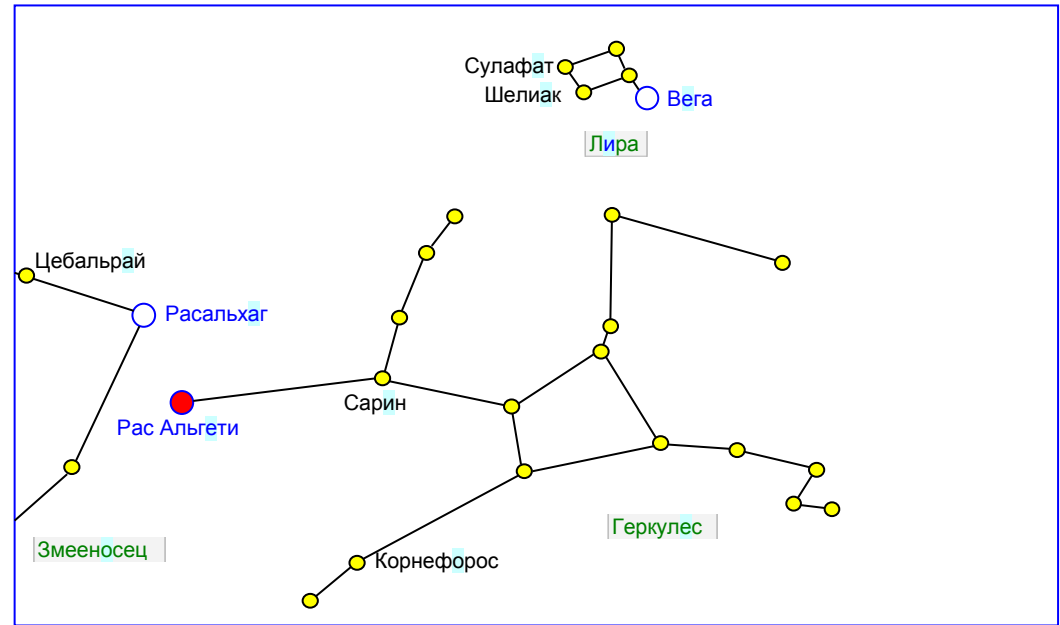 Сулафат
Шелиак
Вега
Лира
Цебальрай
Расальхаг
Сарин
Рас Альгети
Геркулес
Змееносец
Корнефорос